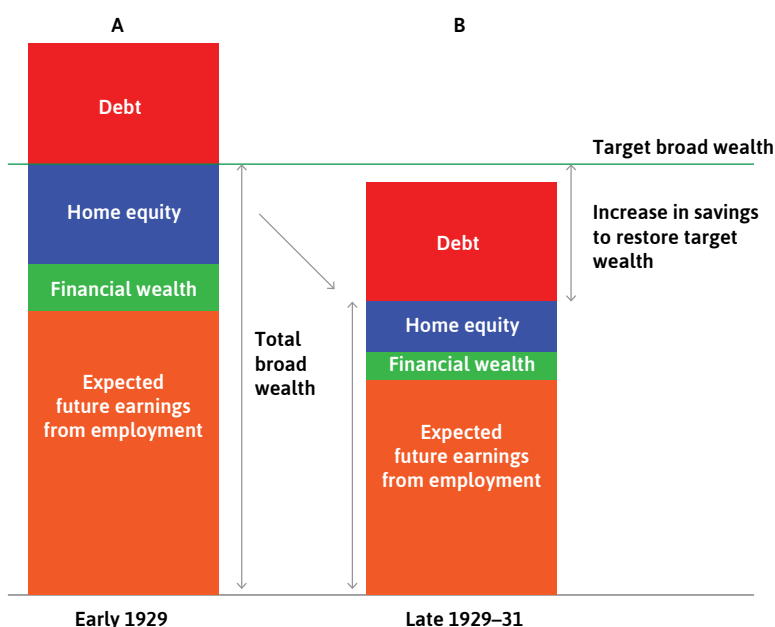 A
B
Debt
Target broad wealth
Home equity
Increase in savings
to restore target
wealth
Debt
Financial wealth
Home equity
Total
broad
wealth
Financial wealth
Expected
future earnings
from employment
Expected
future earnings
from employment
Early 1929
Late 1929–31